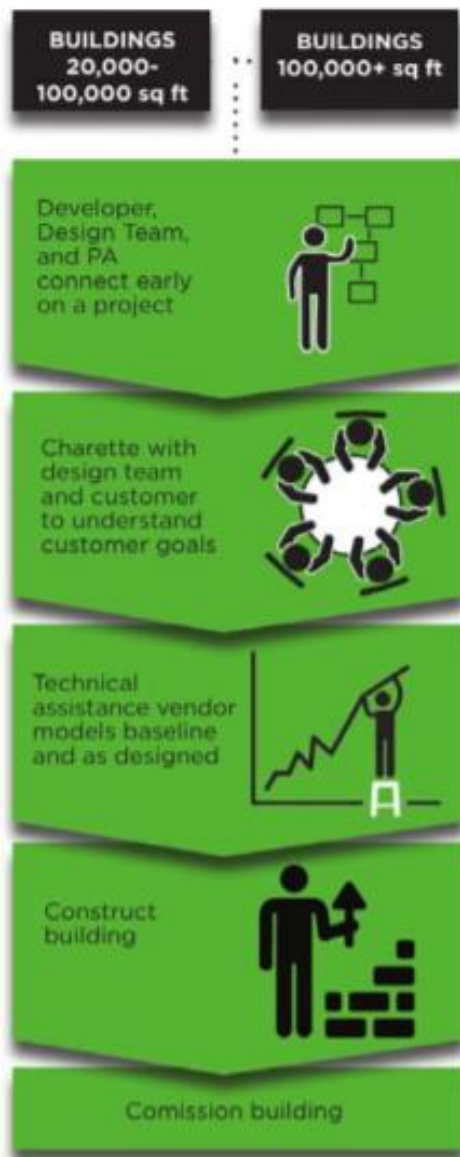 BUILDINGS
20,000-
100,000 sq ft
BUILDINGS
100,000+ sq ft
Developer,
Design Team,
and PA
connect early
on a project
Charette with
design team
and customer
to understand
customer goals
Technical
assistance vendor
models baseline
and as designed
Construct
building
Comission building